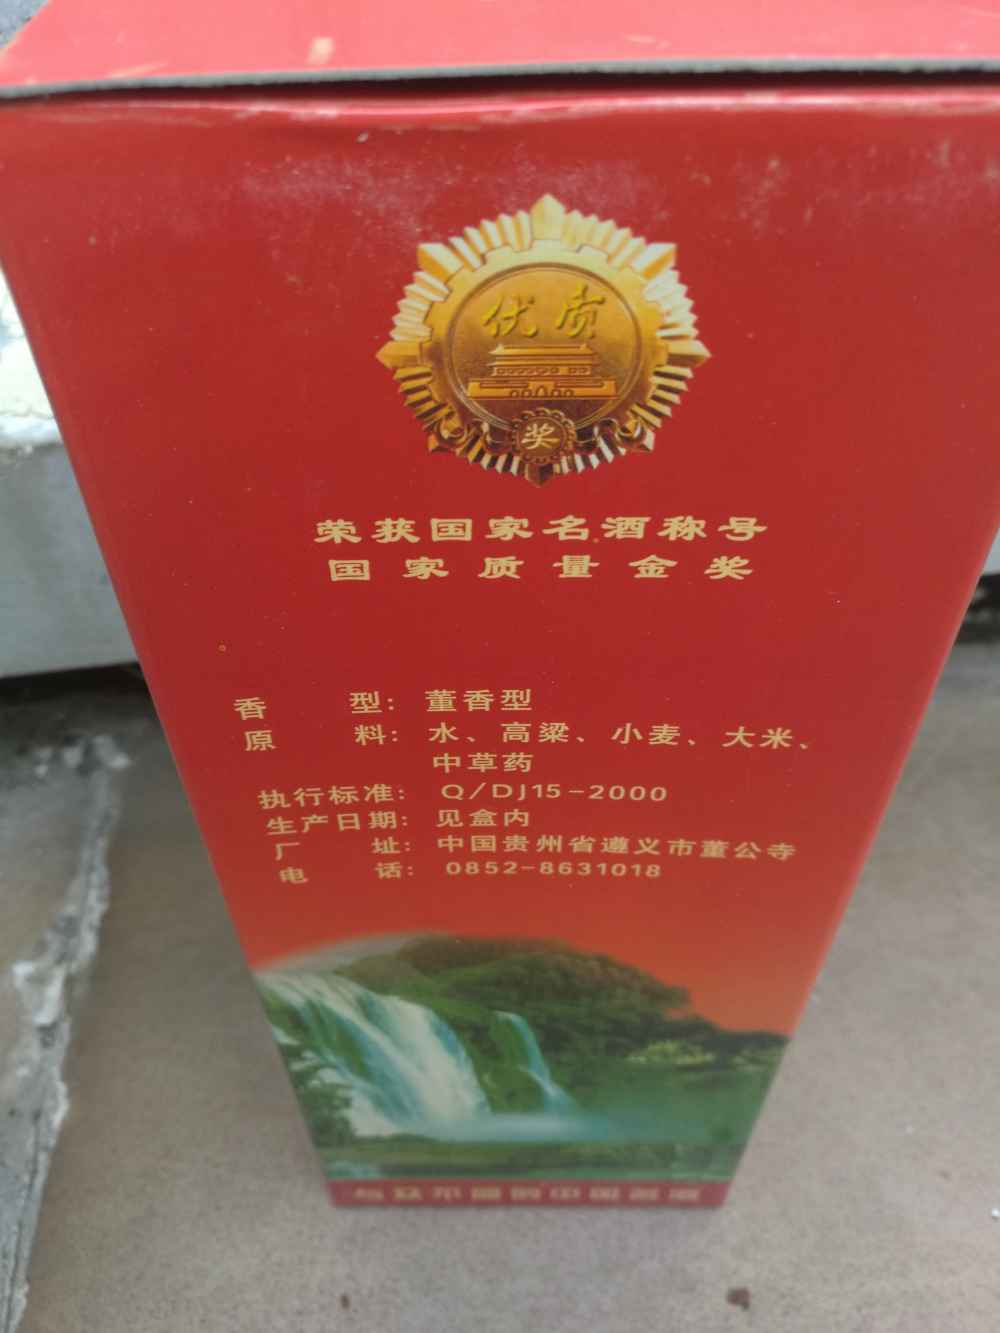 优质
奖
荣获国家名酒称号
国家质量金奖
香型：董香型
原料：水、高粱、小麦、大米、
中草药
执行标准：Q/DJ15-2000
生产日期：见盒内
厂址：中国贵州省遵义市董公寺
电话：0852-8631018